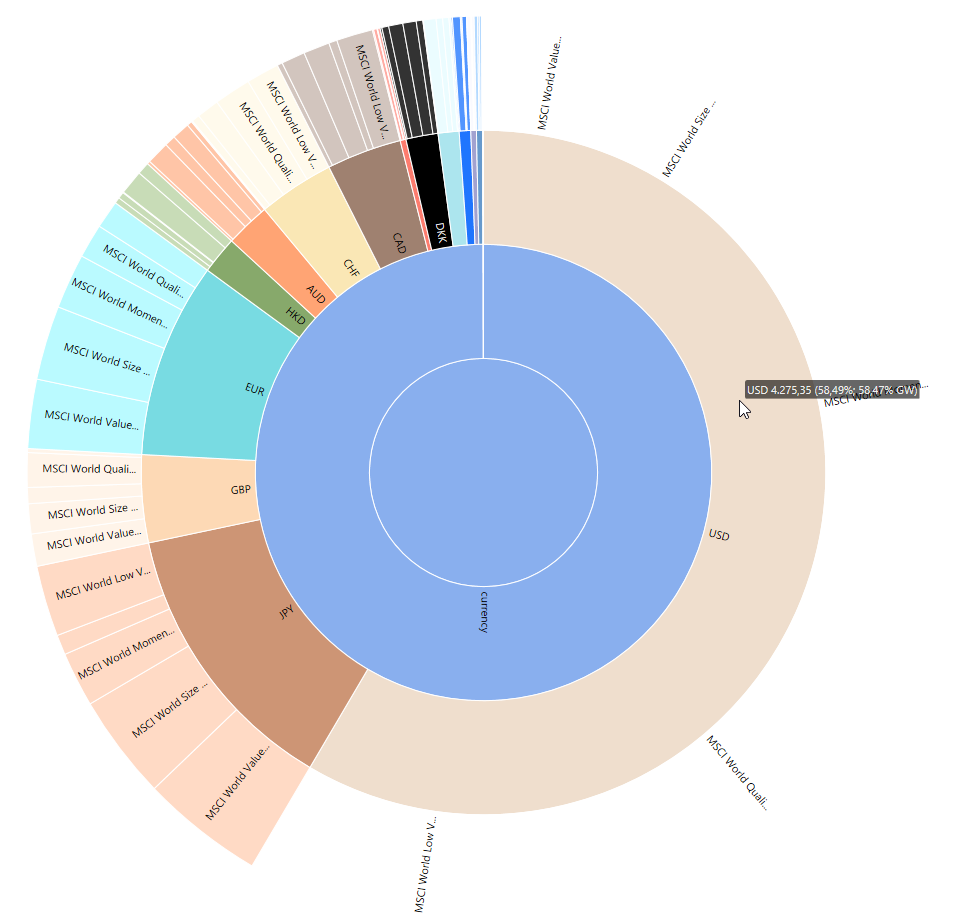 MSCI World Value...
MSCI World Size ...
USD 4.275,35 (58,49%; 58,47% GW)
USD
MSCI World Quali...
MSCI World Low V...
currency
JPY
MSCI World Value...
MSCI World Size ...
MSCI World Momen...
MSCI World Low V...
GBP
MSCI World Value...
MSCI World Size ...
MSCI World Quali...
EUR
MSCI World Value...
MSCI World Size ...
MSCI World Momen...
MSCI World Quali...
HKD
AUD
CHF
MSCI World Quali...
MSCI World Low V...
CAD
MSCI World Low V...
DKK